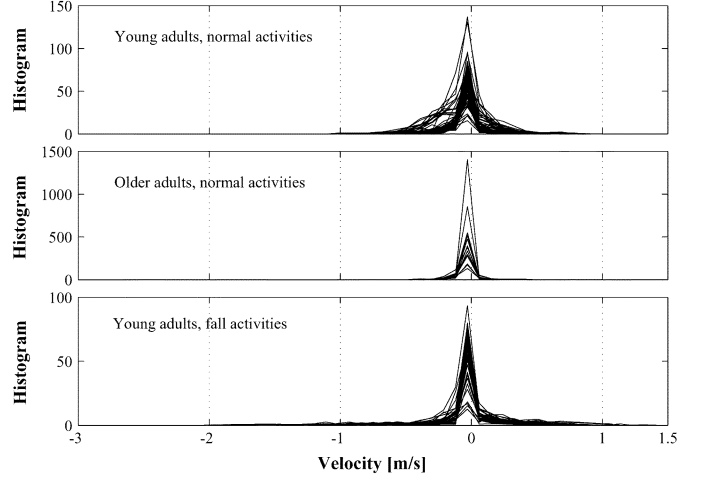 150
Young adults, normal activities
100
50
0
Histogram
1500
Older adults, normal activities
1000
500
0
Histogram
100
Young adults, fall activities
50
0
Histogram
-3 -2 -1 0 1 1.5
Velocity [m/s]